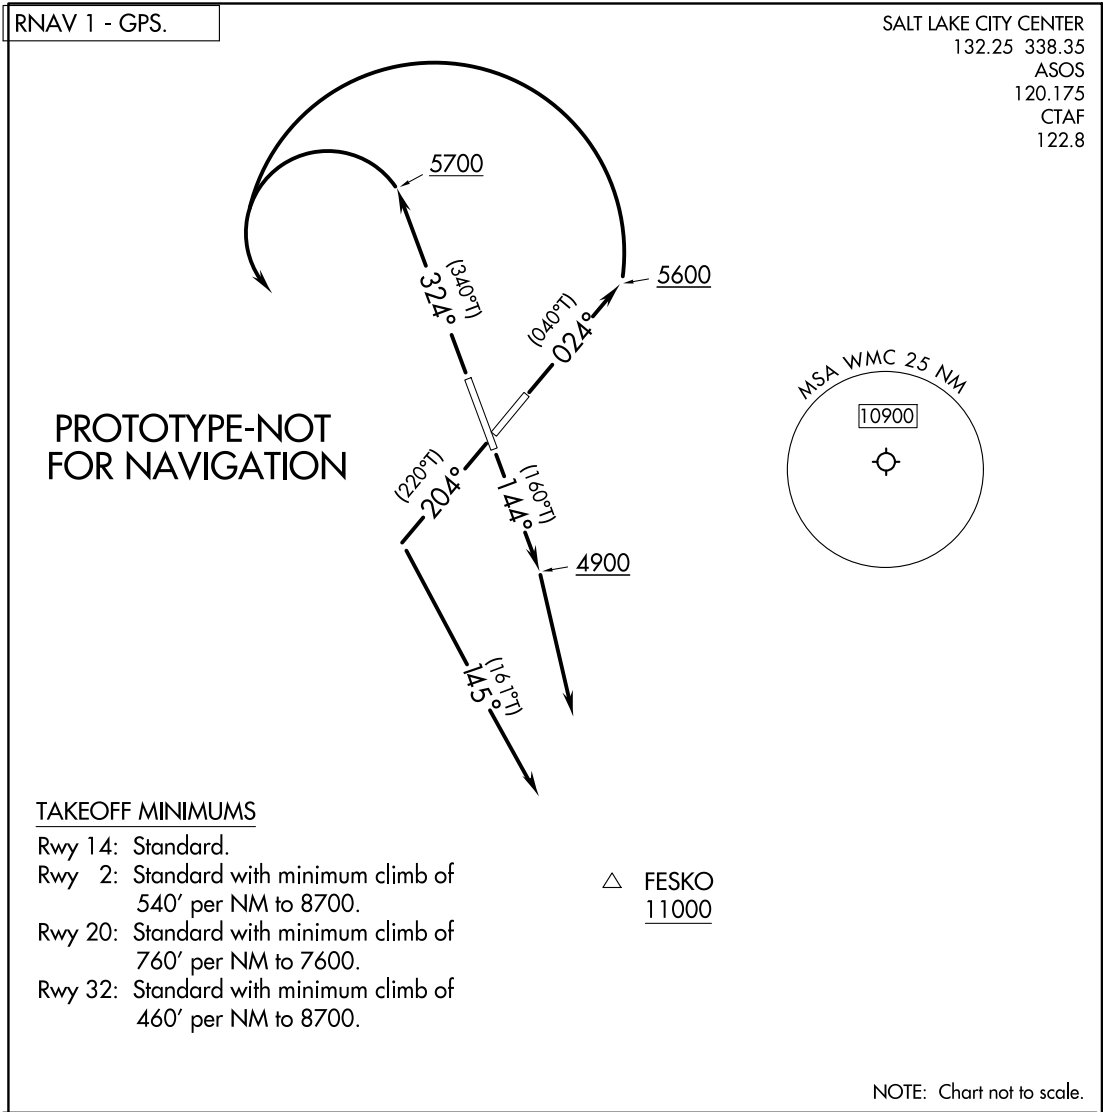 RNAV 1 - GPS.
SALT LAKE CITY CENTER
132.25 338.35
ASOS
120.175
CTAF
122.8
5700
(340°T)
324°
5600
(040°T)
024°
MSA WMC 25 NM
10900
PROTOTYPE-NOT
FOR NAVIGATION
(220°T)
204°
(160°T)
144°
4900
(161°T)
145°
TAKEOFF MINIMUMS
Rwy 14: Standard.
Rwy 2: Standard with minimum climb of
540' per NM to 8700.
Rwy 20: Standard with minimum climb of
760' per NM to 7600.
Rwy 32: Standard with minimum climb of
460' per NM to 8700.
FESKO
11000
NOTE: Chart not to scale.